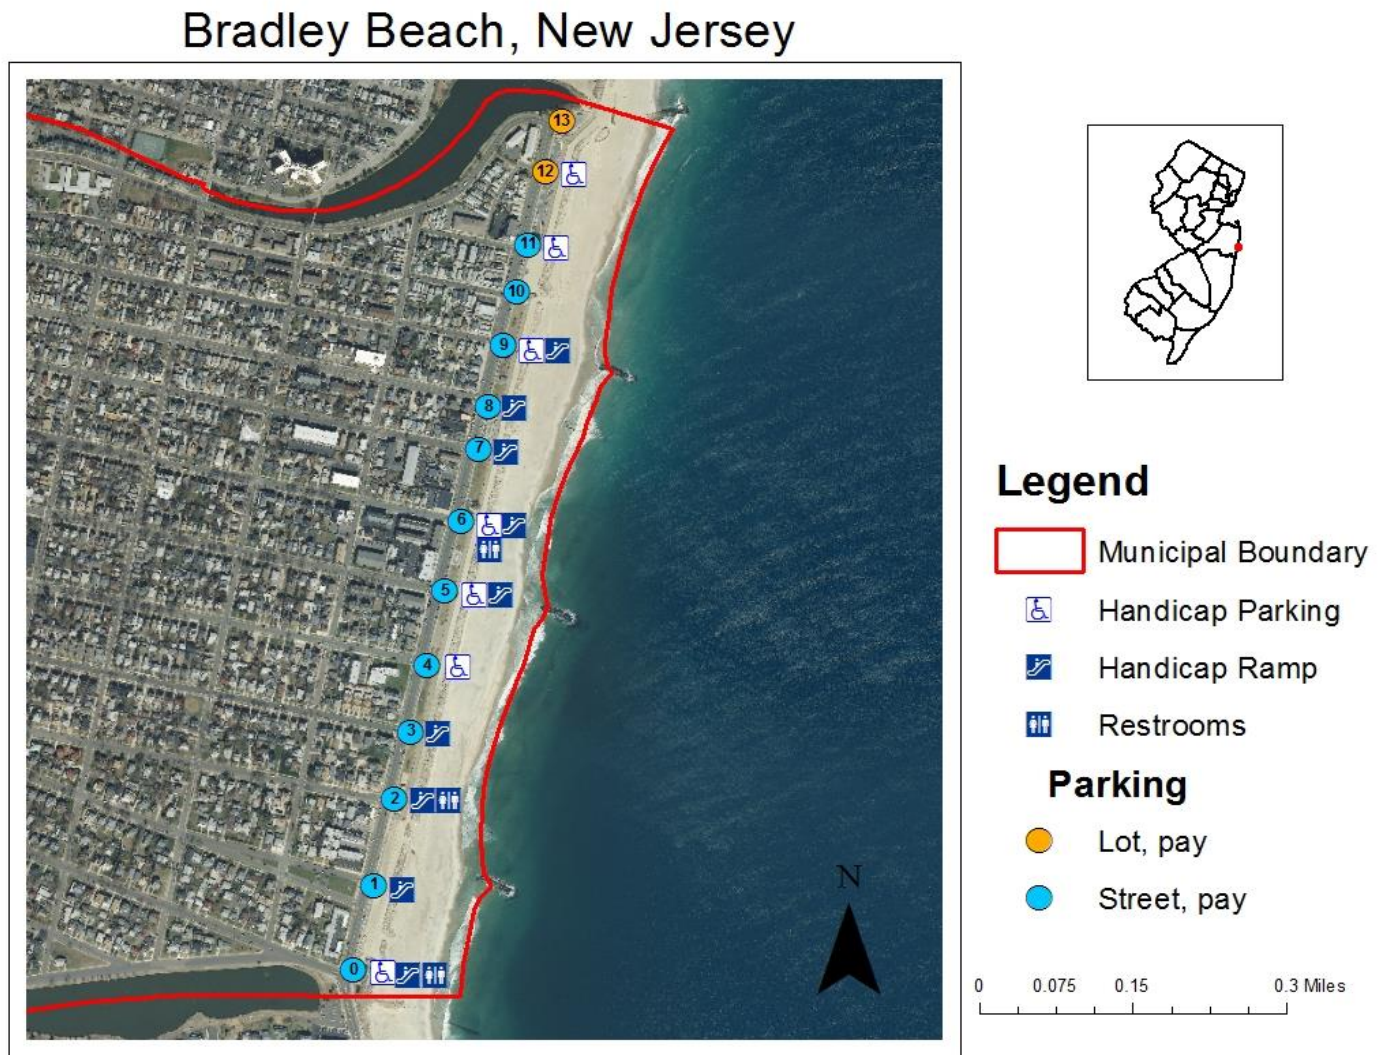 Bradley Beach, New Jersey
13
12
11
10
9
8
7
6
5
4
3
2
1
0
N
Legend
Municipal Boundary
Handicap Parking
Handicap Ramp
Restrooms
Parking
Lot, pay
Street, pay
0 0.075 0.15 0.3 Miles